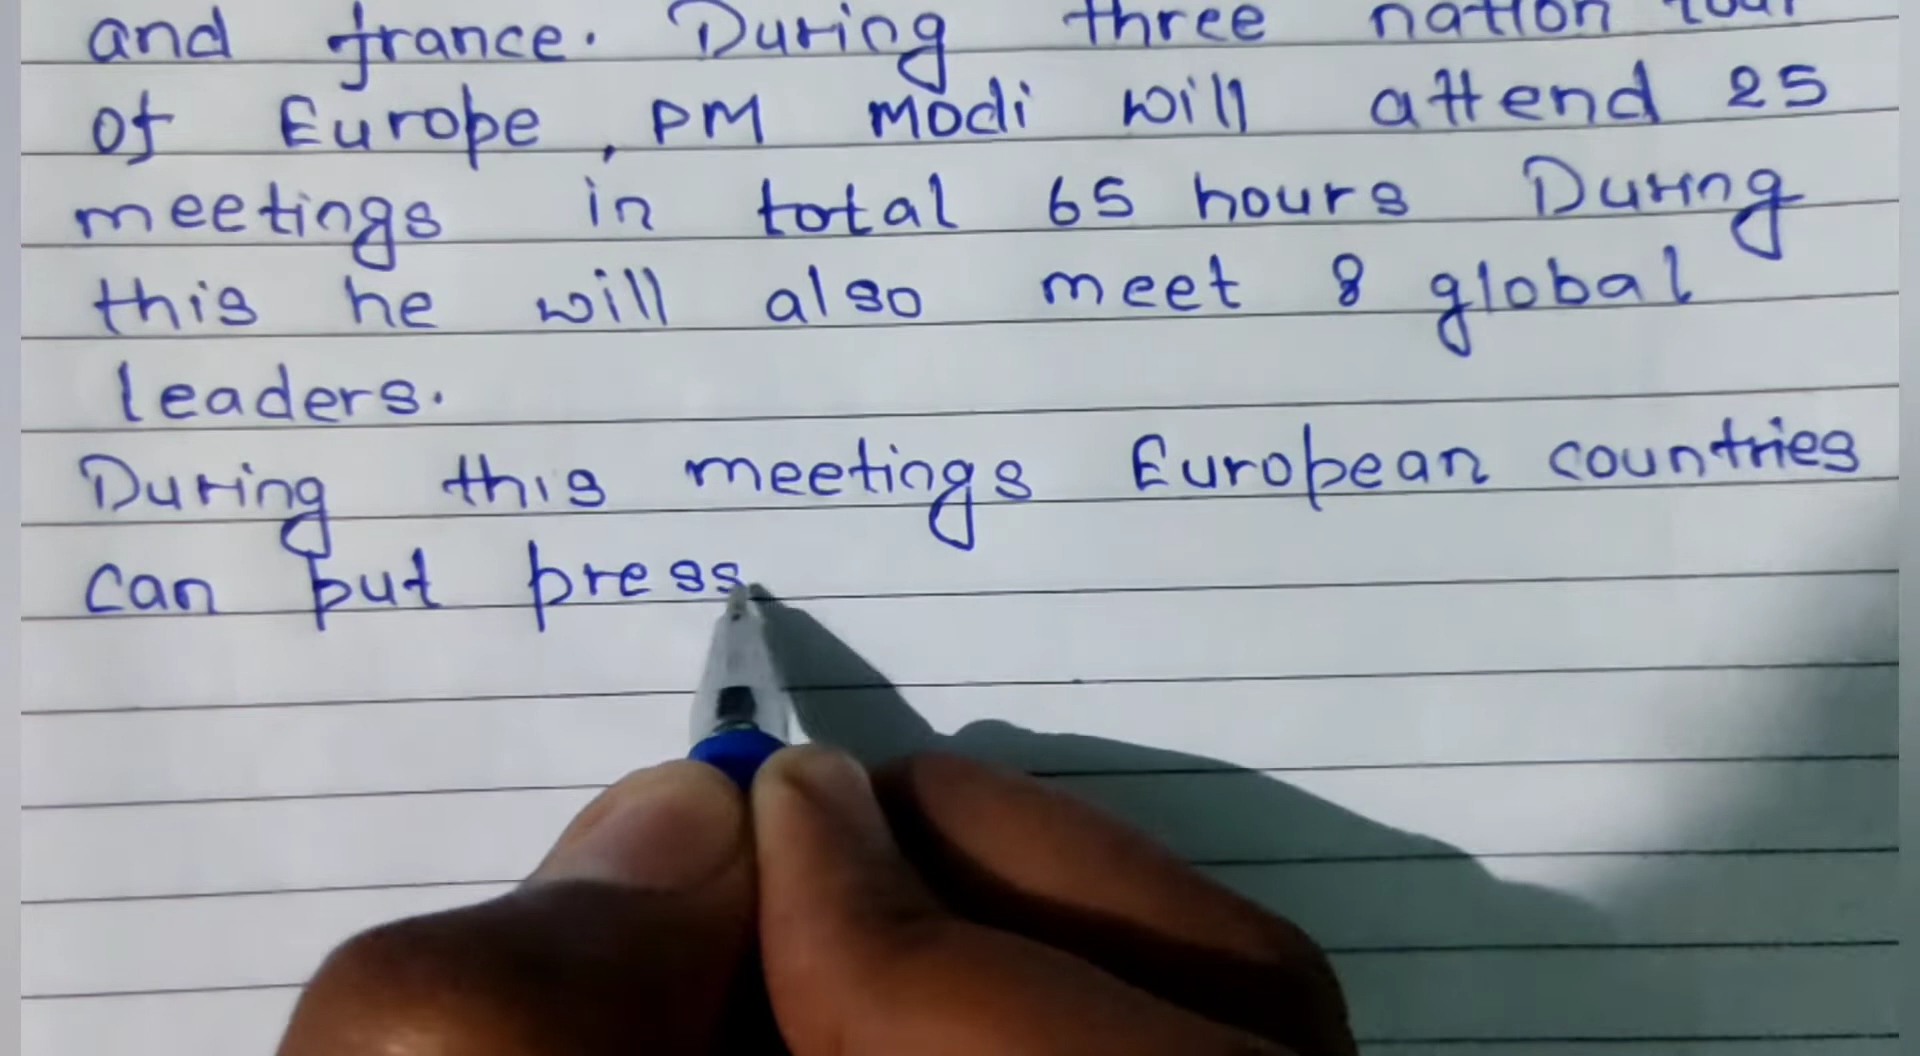 and france. During three nation tour
of Europe, PM Modi will attend 25
meetings in total 65 hours During
this he will also meet 8 global
leaders.
During this meetings European countries
can put press